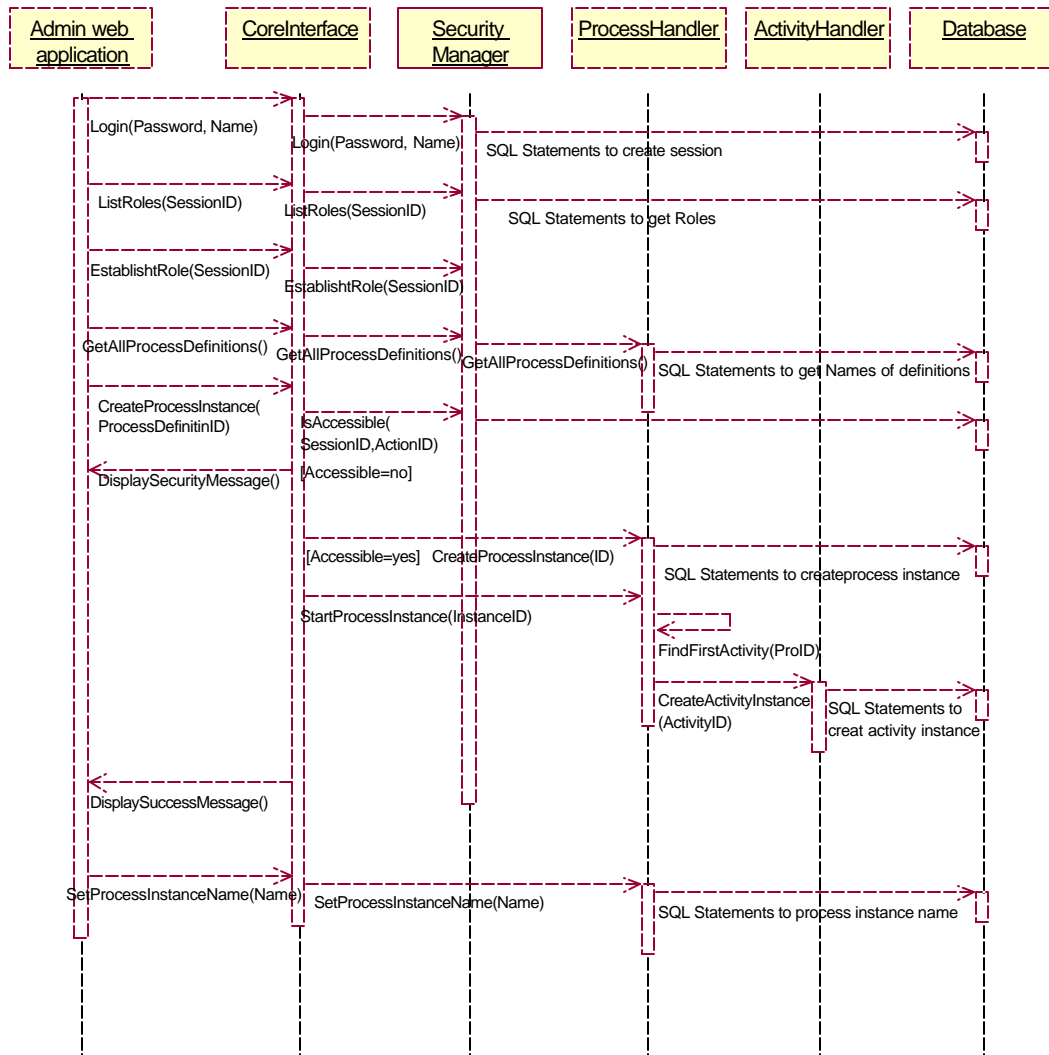 Admin web
application
CoreInterface
Security
Manager
ProcessHandler
ActivityHandler
Database
Login(Password, Name)
Login(Password, Name)
SQL Statements to create session
ListRoles(SessionID)
ListRoles(SessionID)
SQL Statements to get Roles
EstablishtRole(SessionID)
EstablishtRole(SessionID)
GetAllProcessDefinitions()
GetAllProcessDefinitions()
GetAllProcessDefinitions()
SQL Statements to get Names of definitions
CreateProcessInstance(
ProcessDefinitinID)
IsAccessible(
SessionID,ActionID)
DisplaySecurityMessage()
[Accessible=no]
[Accessible=yes] CreateProcessInstance(ID)
SQL Statements to createprocess instance
StartProcessInstance(InstanceID)
FindFirstActivity(ProID)
CreateActivityInstance
(ActivityID)
SQL Statements to
creat activity instance
DisplaySuccessMessage()
SetProcessInstanceName(Name)
SetProcessInstanceName(Name)
SQL Statements to process instance name